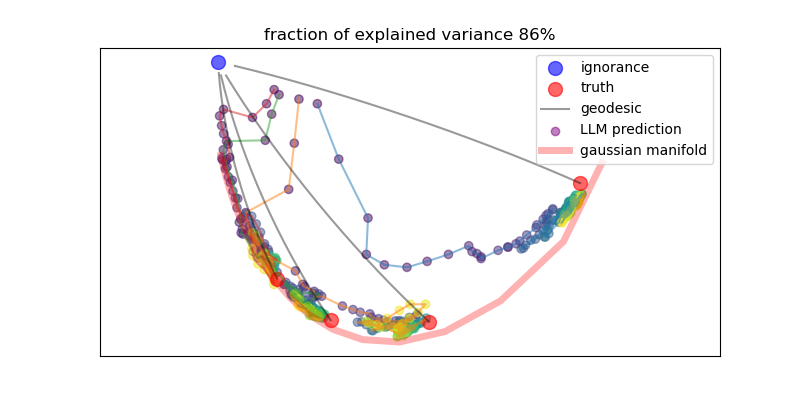 fraction of explained variance 86%
ignorance
truth
geodesic
LLM prediction
gaussian manifold